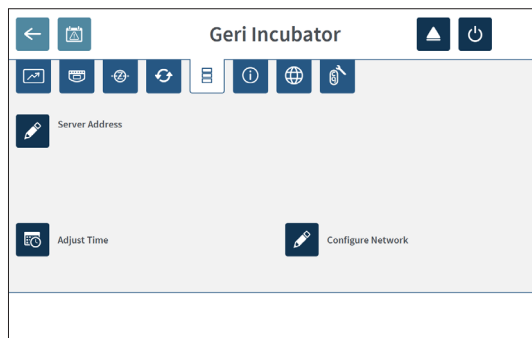 Geri Incubator
Server Address
Adjust Time
Configure Network